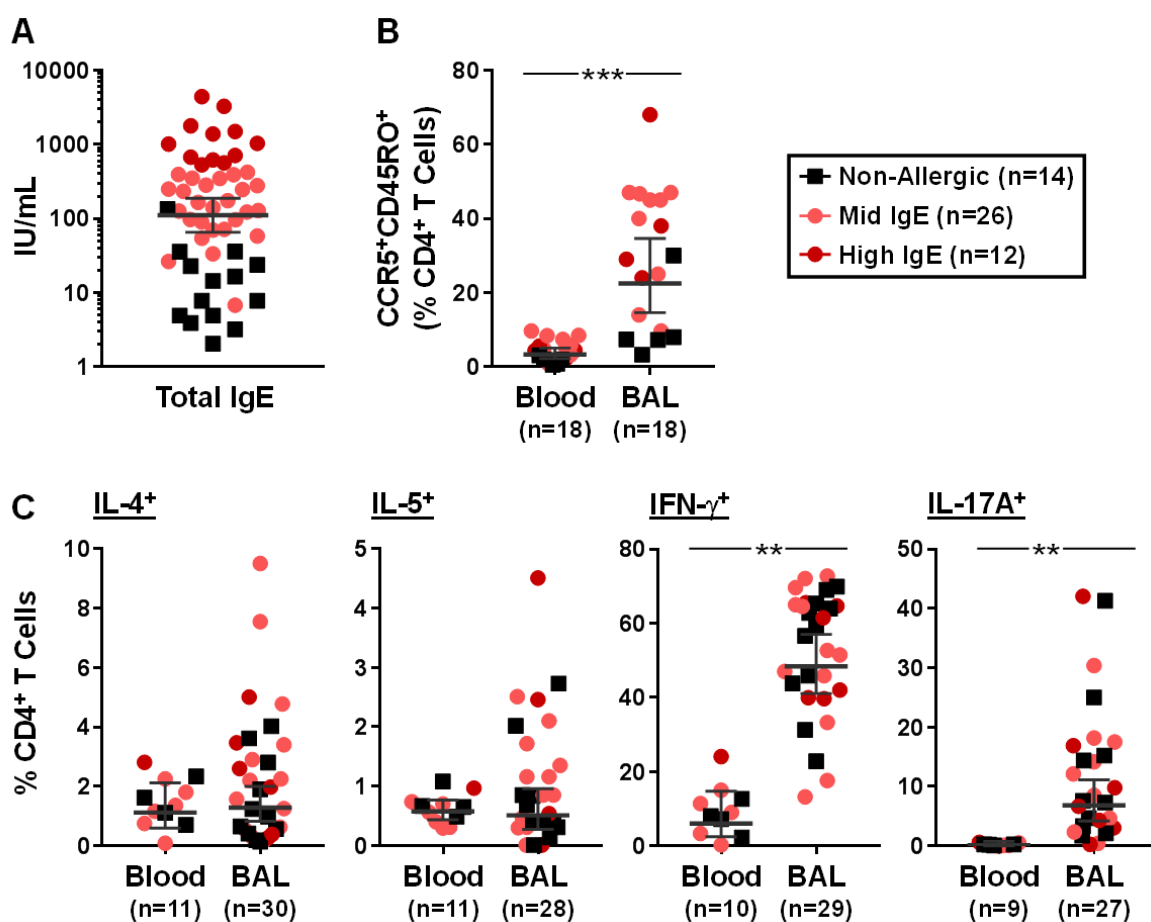 A
B
10000
1000
100
10
1
IU/mL
Total IgE
CCR5⁺CD45RO⁺
(% CD4⁺ T Cells)
80
60
40
20
0
***
Blood
BAL
(n=18)
(n=18)
Non-Allergic (n=14)
Mid IgE (n=26)
High IgE (n=12)
C
% CD4⁺ T Cells
IL-4⁺
10
8
6
4
2
0
Blood
BAL
(n=11)
(n=30)
IL-5⁺
5
4
3
2
1
0
Blood
BAL
(n=11)
(n=28)
IFN-γ⁺
80
60
40
20
0
**
Blood
BAL
(n=10)
(n=29)
IL-17A⁺
50
40
30
20
10
0
**
Blood
BAL
(n=9)
(n=27)